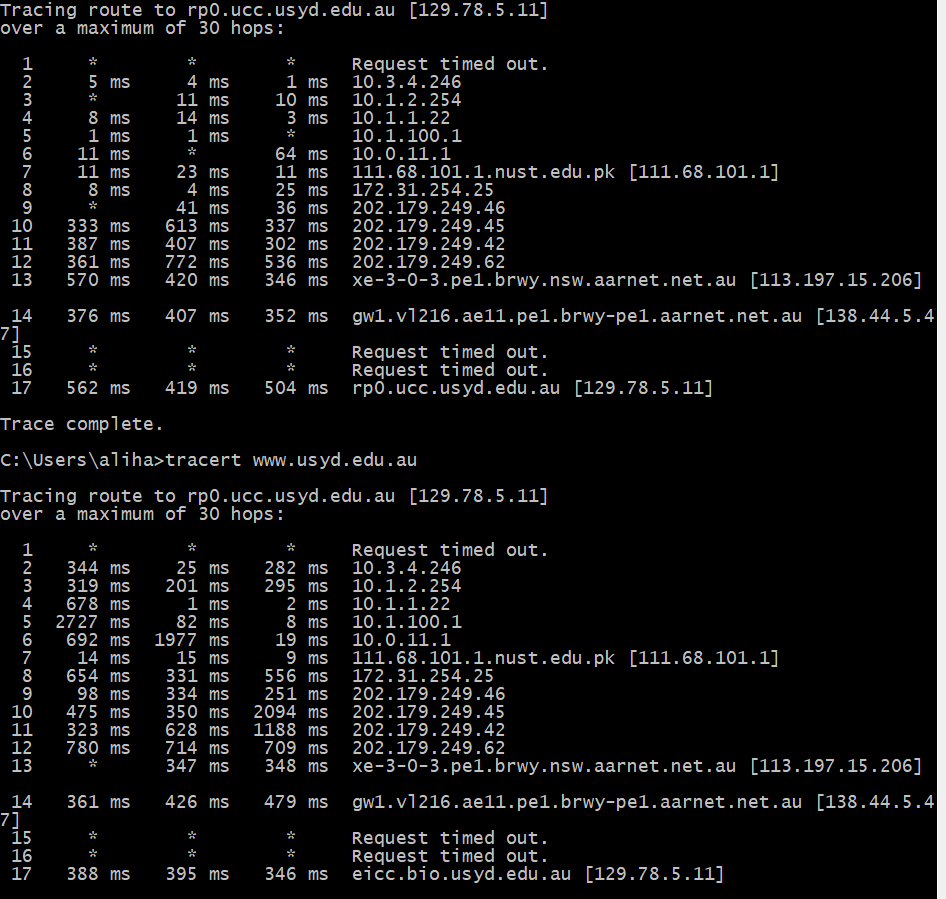 Tracing route to rp0.ucc.usyd.edu.au [129.78.5.11]
over a maximum of 30 hops:
1 * * * Request timed out.
2 5 ms 4 ms 1 ms 10.3.4.246
3 * 11 ms 10 ms 10.1.2.254
4 8 ms 14 ms 3 ms 10.1.1.22
5 1 ms 1 ms * 10.1.100.1
6 11 ms * 64 ms 10.0.11.1
7 11 ms 23 ms 11 ms 111.68.101.1.nust.edu.pk [111.68.101.1]
8 8 ms 4 ms 25 ms 172.31.254.25
9 * 41 ms 36 ms 202.179.249.46
10 333 ms 613 ms 337 ms 202.179.249.45
11 387 ms 407 ms 302 ms 202.179.249.42
12 361 ms 772 ms 536 ms 202.179.249.62
13 570 ms 420 ms 346 ms xe-3-0-3.pe1.brwy.nsw.aarnet.net.au [113.197.15.206]
14 376 ms 407 ms 352 ms gw1.vl216.ae11.pe1.brwy-pe1.aarnet.net.au [138.44.5.4
7]
15 * * * Request timed out.
16 * * * Request timed out.
17 562 ms 419 ms 504 ms rp0.ucc.usyd.edu.au [129.78.5.11]
Trace complete.
C:\Users\aliha>tracert www.usyd.edu.au
Tracing route to rp0.ucc.usyd.edu.au [129.78.5.11]
over a maximum of 30 hops:
1 * * * Request timed out.
2 344 ms 25 ms 282 ms 10.3.4.246
3 319 ms 201 ms 295 ms 10.1.2.254
4 678 ms 1 ms 2 ms 10.1.1.22
5 2727 ms 82 ms 8 ms 10.1.100.1
6 692 ms 1977 ms 19 ms 10.0.11.1
7 14 ms 15 ms 9 ms 111.68.101.1.nust.edu.pk [111.68.101.1]
8 654 ms 331 ms 556 ms 172.31.254.25
9 98 ms 334 ms 251 ms 202.179.249.46
10 475 ms 350 ms 2094 ms 202.179.249.45
11 323 ms 628 ms 1188 ms 202.179.249.42
12 780 ms 714 ms 709 ms 202.179.249.62
13 * 347 ms 348 ms xe-3-0-3.pe1.brwy.nsw.aarnet.net.au [113.197.15.206]
14 361 ms 426 ms 479 ms gw1.vl216.ae11.pe1.brwy-pe1.aarnet.net.au [138.44.5.4
7]
15 * * * Request timed out.
16 * * * Request timed out.
17 388 ms 395 ms 346 ms eicc.bio.usyd.edu.au [129.78.5.11]